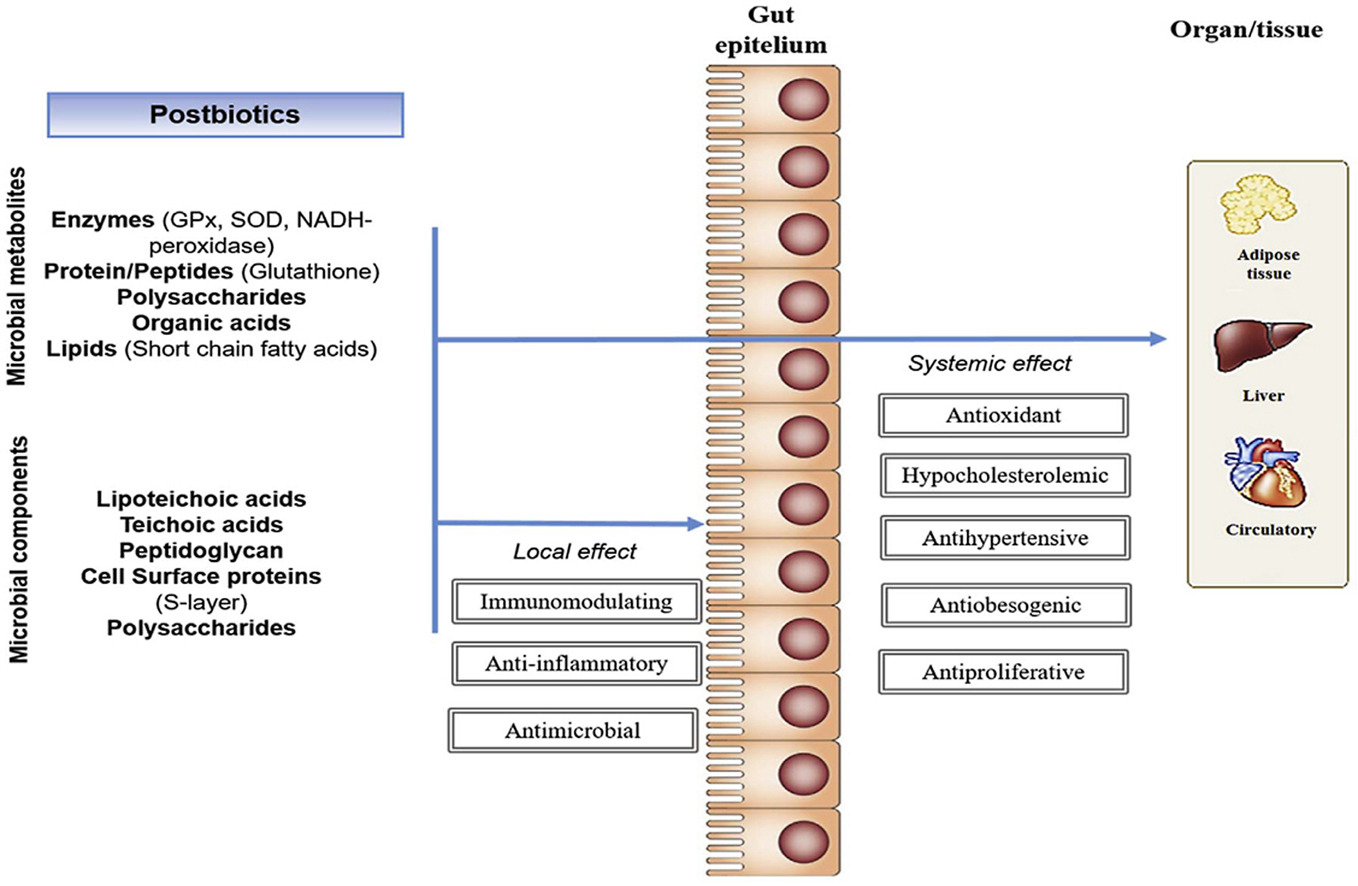 Gut
epitelium
Organ/tissue
Postbiotics
Microbial metabolites
Enzymes (GPx, SOD, NADH-
peroxidase)
Protein/Peptides (Glutathione)
Polysaccharides
Organic acids
Lipids (Short chain fatty acids)
Microbial components
Lipoteichoic acids
Teichoic acids
Peptidoglycan
Cell Surface proteins
(S-layer)
Polysaccharides
Local effect
Immunomodulating
Anti-inflammatory
Antimicrobial
Systemic effect
Antioxidant
Hypocholesterolemic
Antihypertensive
Antiobesogenic
Antiproliferative
Adipose
tissue
Liver
Circulatory